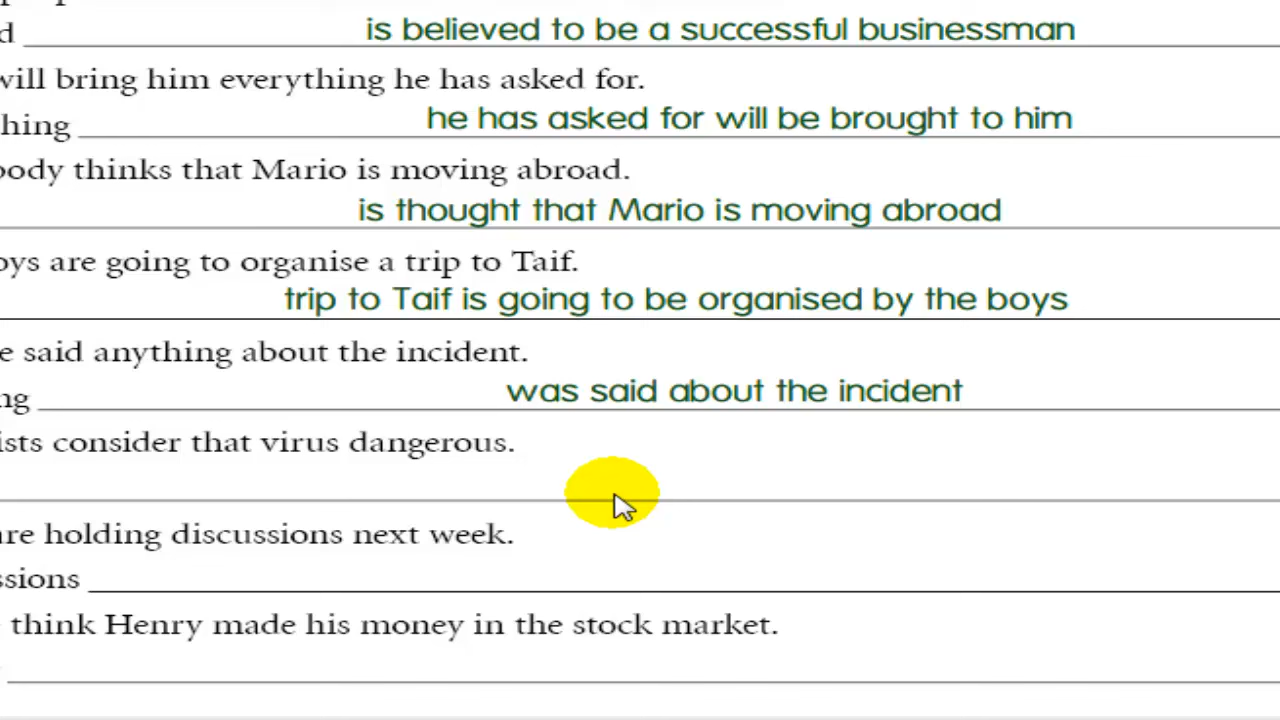 is believed to be a successful businessman
will bring him everything he has asked for.
hing he has asked for will be brought to him
body thinks that Mario is moving abroad.
is thought that Mario is moving abroad
oys are going to organise a trip to Taif.
trip to Taif is going to be organised by the boys
e said anything about the incident.
ng was said about the incident
ists consider that virus dangerous.
are holding discussions next week.
ssions
think Henry made his money in the stock market.